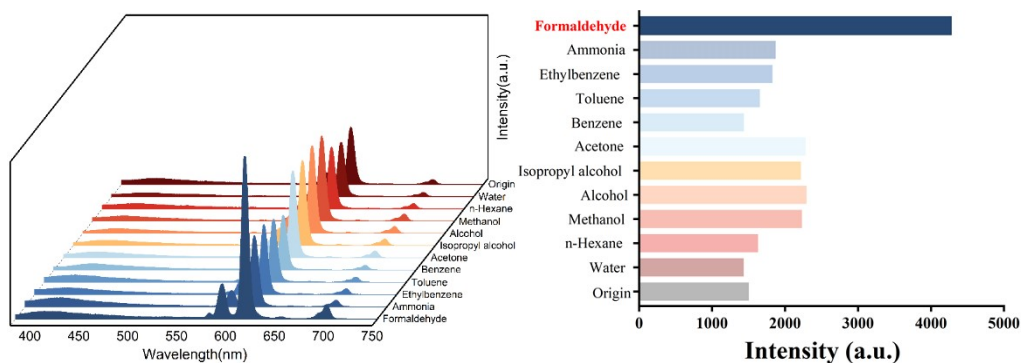 Intensity(a.u.)
Origin
Water
n-Hexane
Methanol
Alcohol
Isopropyl alcohol
Acetone
Benzene
Toluene
Ethylbenzene
Ammonia
Formaldehyde
400 450 500 550 600 650 700 750
Wavelength(nm)
Formaldehyde
Ammonia
Ethylbenzene
Toluene
Benzene
Acetone
Isopropyl alcohol
Alcohol
Methanol
n-Hexane
Water
Origin
0 1000 2000 3000 4000 5000
Intensity (a.u.)